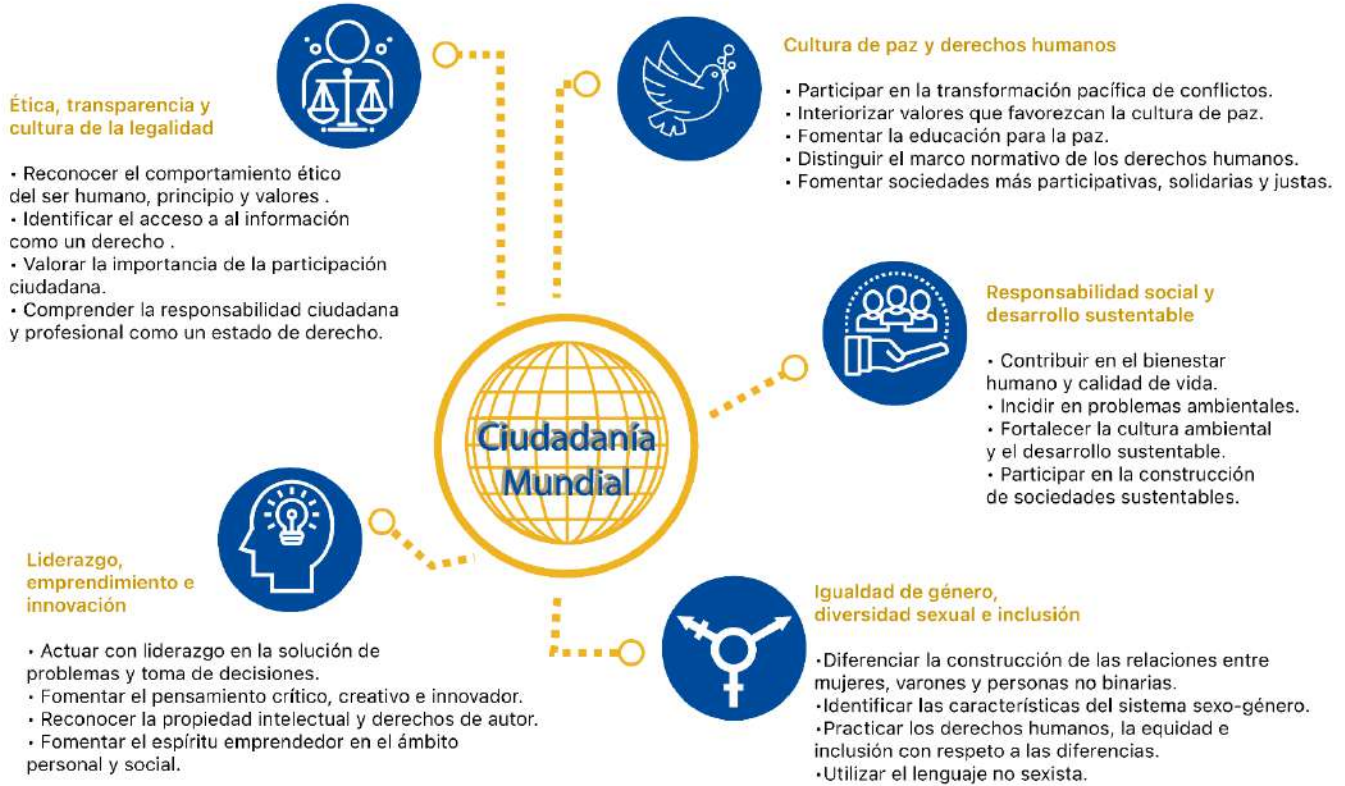 Ética, transparencia y
cultura de la legalidad
• Reconocer el comportamiento ético
del ser humano, principio y valores .
• Identificar el acceso a al información
como un derecho .
• Valorar la importancia de la participación
ciudadana.
• Comprender la responsabilidad ciudadana
y profesional como un estado de derecho.
Cultura de paz y derechos humanos
• Participar en la transformación pacífica de conflictos.
• Interiorizar valores que favorezcan la cultura de paz.
• Fomentar la educación para la paz.
• Distinguir el marco normativo de los derechos humanos.
• Fomentar sociedades más participativas, solidarias y justas.
Responsabilidad social y
desarrollo sustentable
• Contribuir en el bienestar
humano y calidad de vida.
• Incidir en problemas ambientales.
• Fortalecer la cultura ambiental
y el desarrollo sustentable.
• Participar en la construcción
de sociedades sustentables.
Ciudadanía
Mundial
Liderazgo,
emprendimiento e
innovación
• Actuar con liderazgo en la solución de
problemas y toma de decisiones.
• Fomentar el pensamiento crítico, creativo e innovador.
• Reconocer la propiedad intelectual y derechos de autor.
• Fomentar el espíritu emprendedor en el ámbito
personal y social.
Igualdad de género,
diversidad sexual e inclusión
•Diferenciar la construcción de las relaciones entre
mujeres, varones y personas no binarias.
•Identificar las características del sistema sexo-género.
•Practicar los derechos humanos, la equidad e
inclusión con respeto a las diferencias.
•Utilizar el lenguaje no sexista.